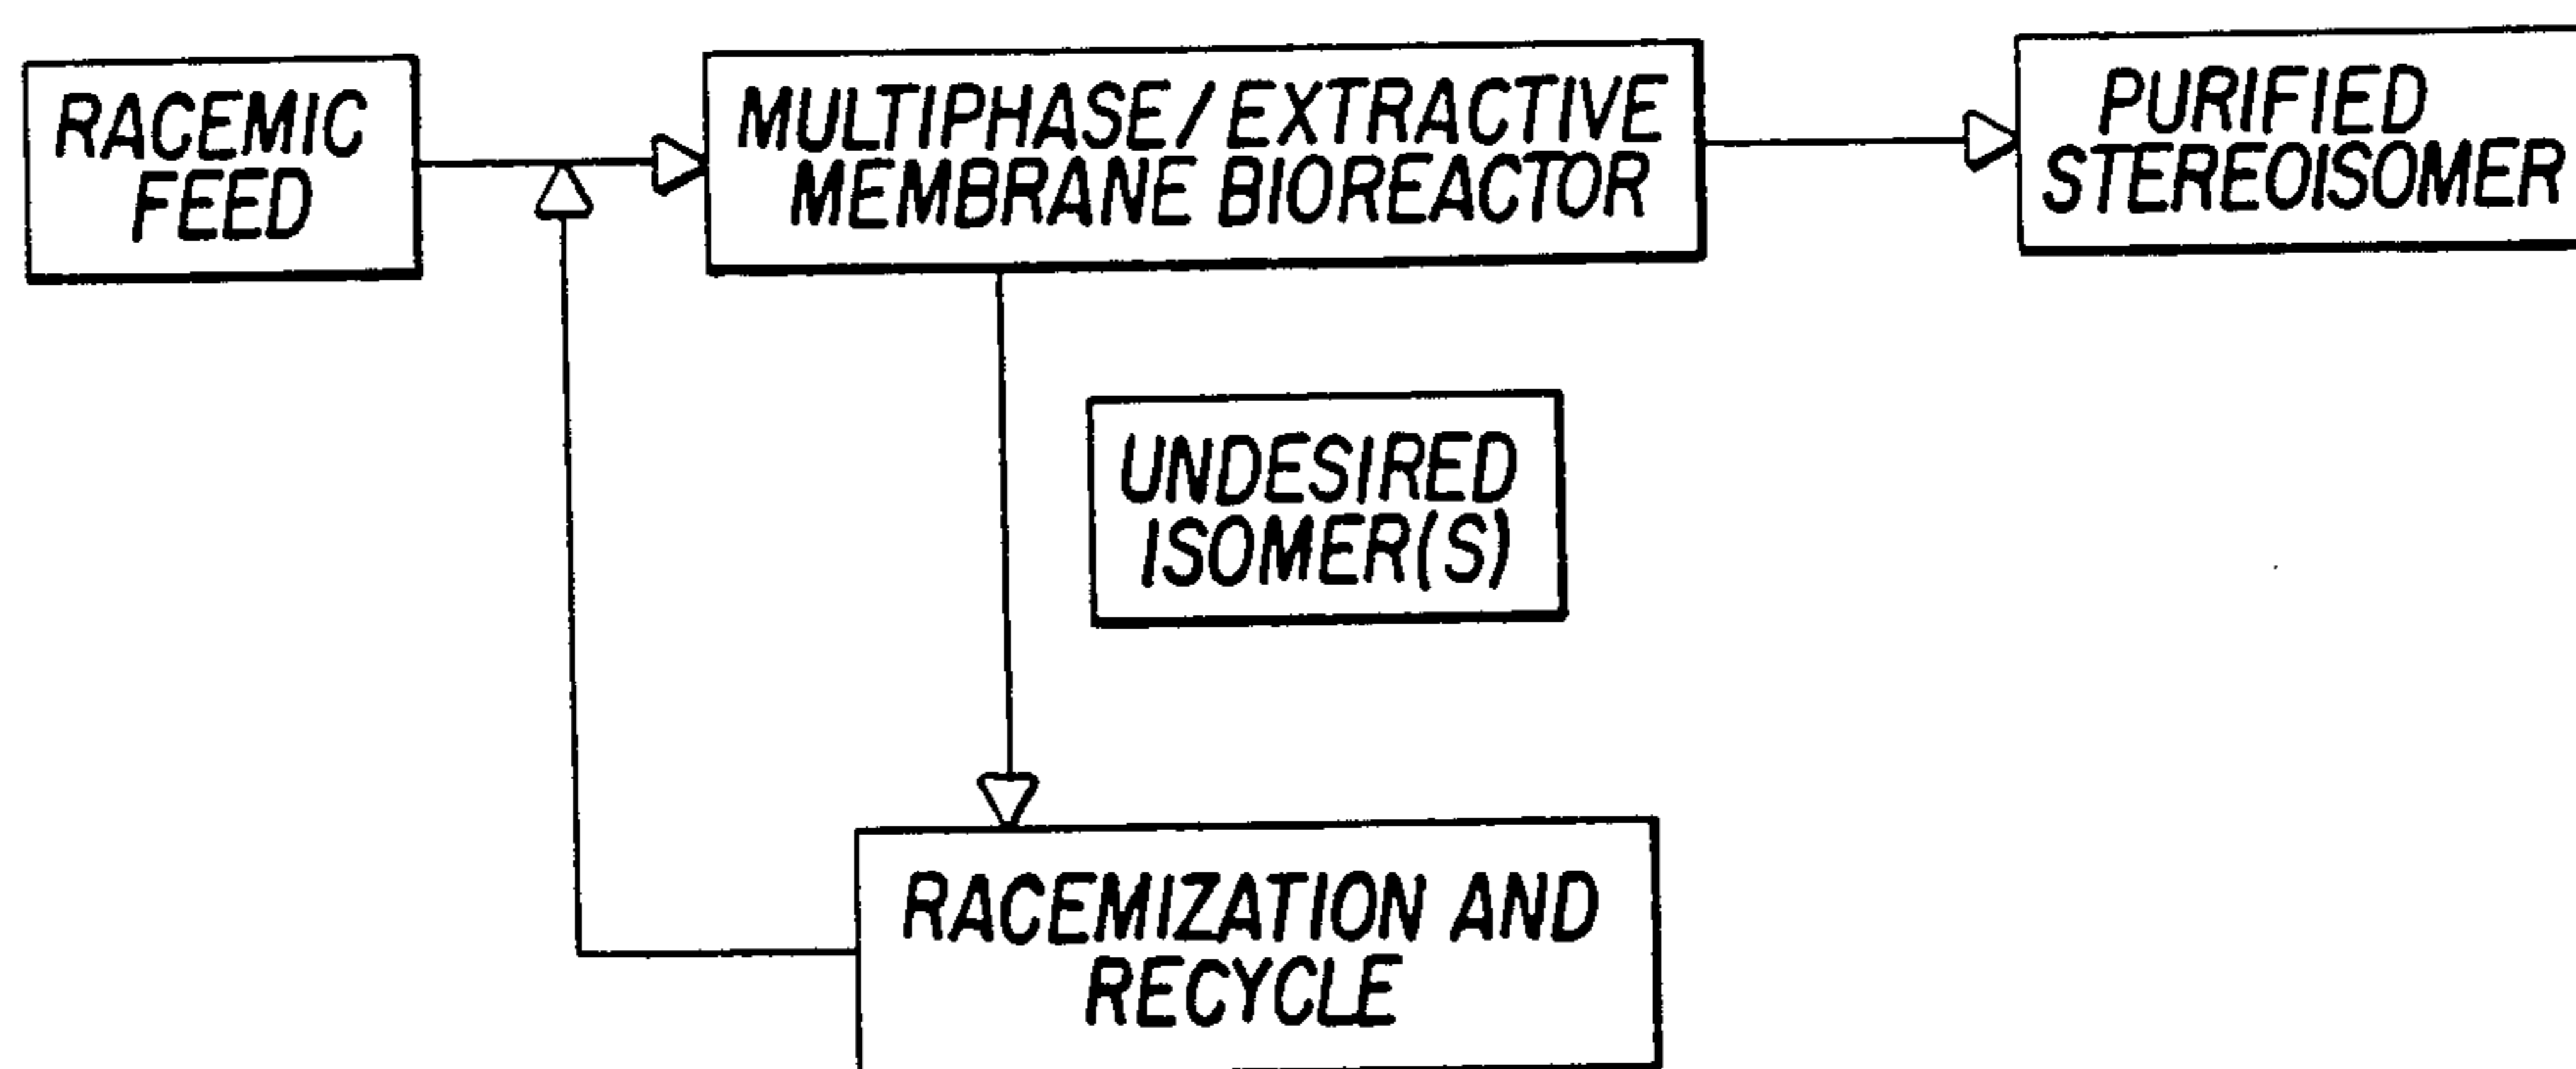 RACEMIC
FEED
MULTIPHASE/EXTRACTIVE
MEMBRANE BIOREACTOR
PURIFIED
STEREOISOMER
UNDESIRED
ISOMER(S)
RACEMIZATION AND
RECYCLE